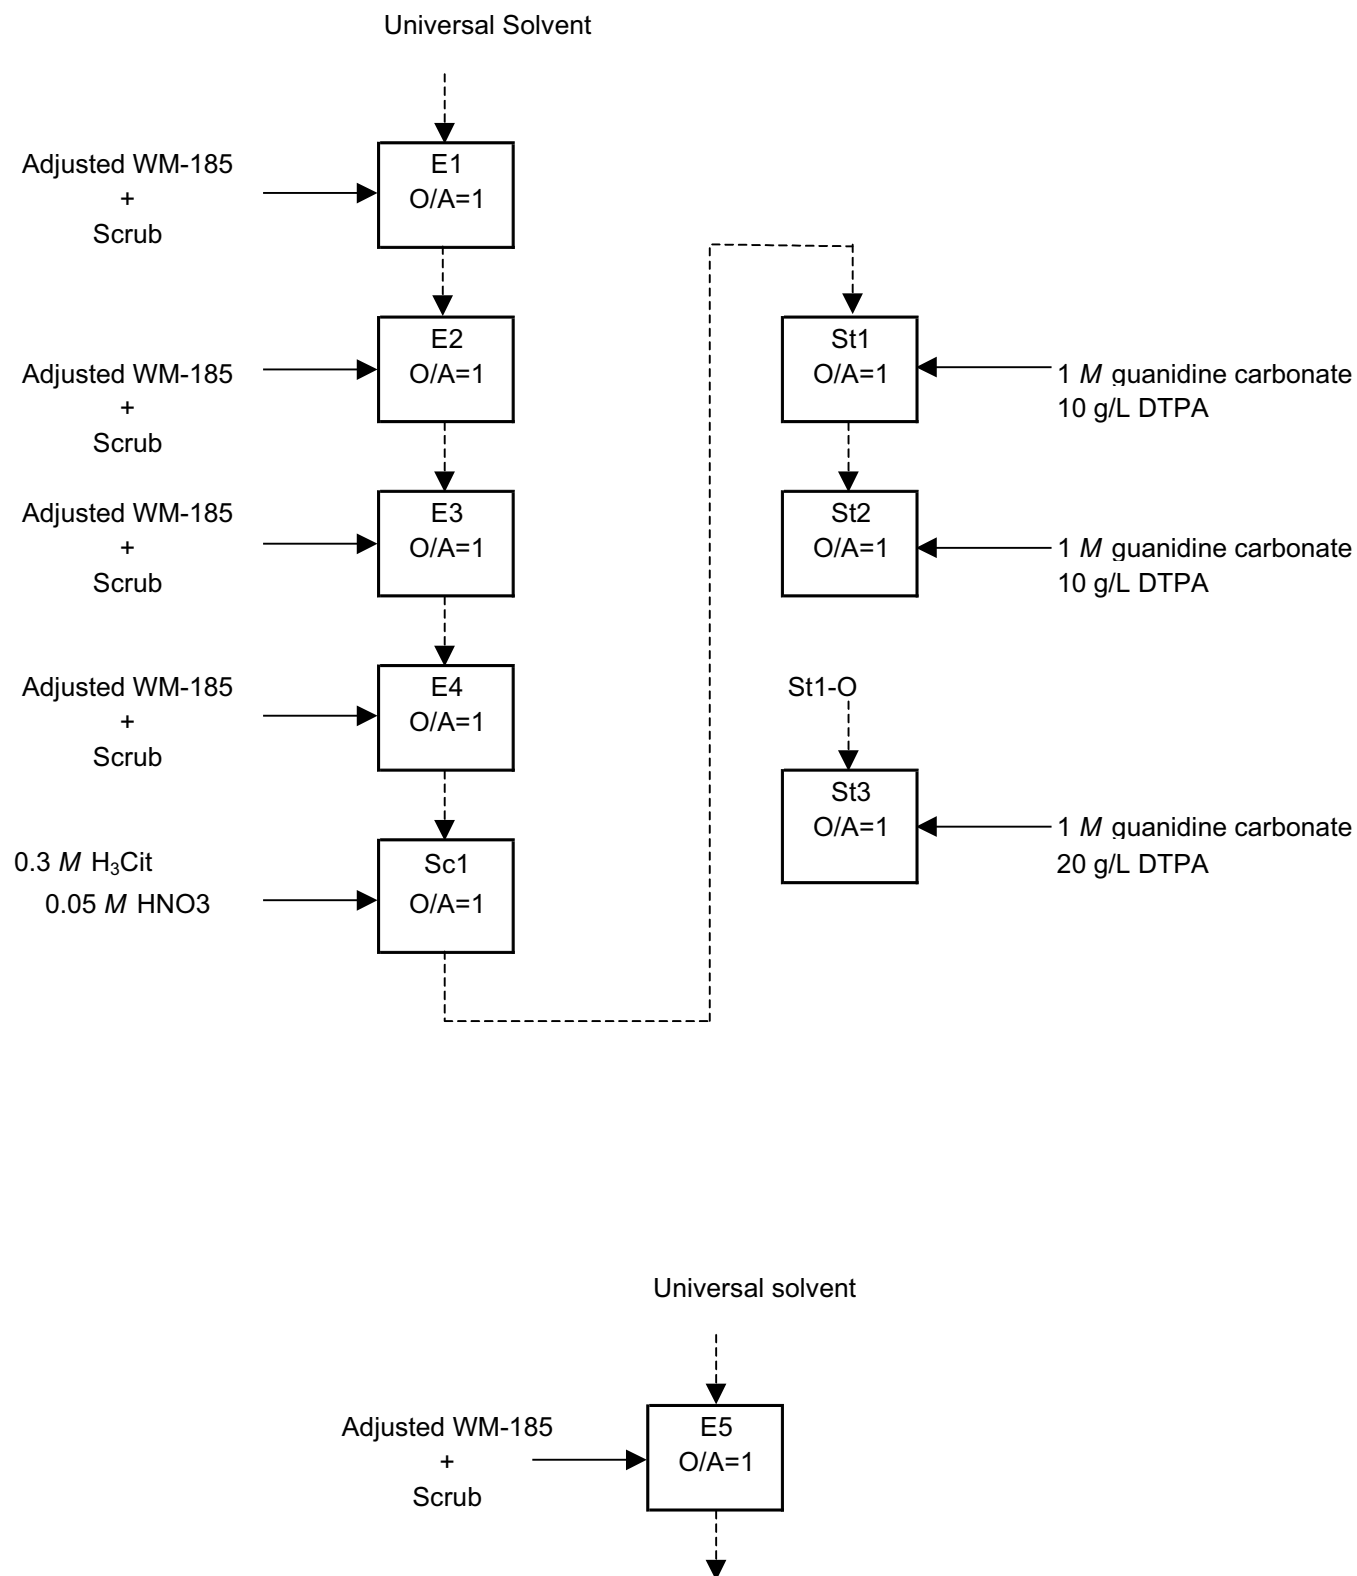 Universal Solvent
Adjusted WM-185
+
Scrub
E1
O/A=1
Adjusted WM-185
+
Scrub
E2
O/A=1
Adjusted WM-185
+
Scrub
E3
O/A=1
Adjusted WM-185
+
Scrub
E4
O/A=1
0.3 M H₃Cit
0.05 M HNO3
Sc1
O/A=1
St1
O/A=1
1 M guanidine carbonate
10 g/L DTPA
St2
O/A=1
1 M guanidine carbonate
10 g/L DTPA
St1-O
St3
O/A=1
1 M guanidine carbonate
20 g/L DTPA
Universal solvent
Adjusted WM-185
+
Scrub
E5
O/A=1